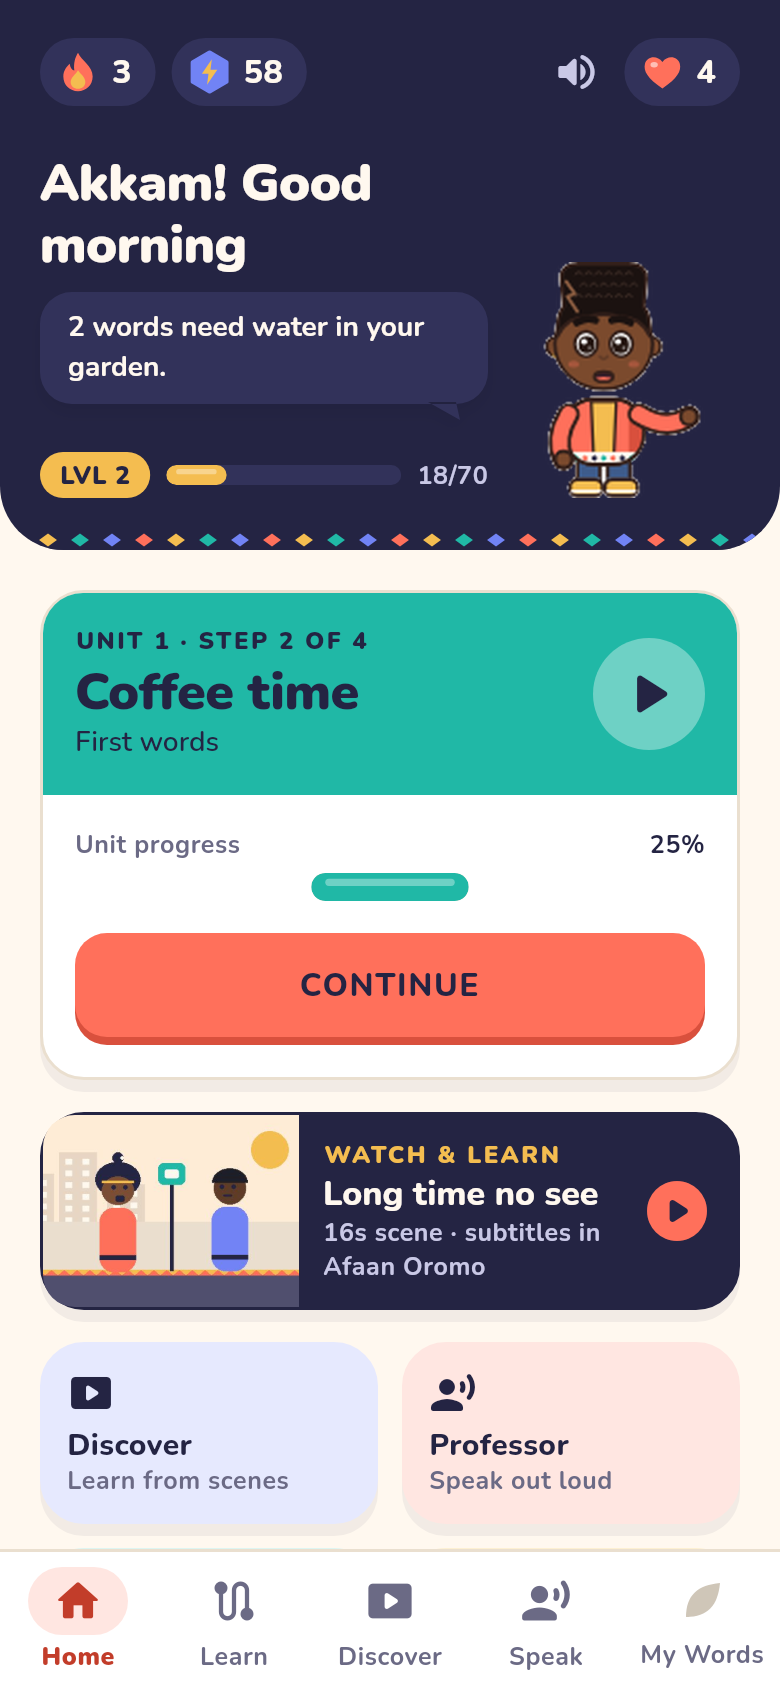 3
58
4
Akkam! Good
morning
2 words need water in your
garden.
LVL 2
18/70
UNIT 1 · STEP 2 OF 4
Coffee time
First words
Unit progress
25%
CONTINUE
WATCH & LEARN
Long time no see
16s scene · subtitles in
Afaan Oromo
Discover
Learn from scenes
Professor
Speak out loud
Home
Learn
Discover
Speak
My Words